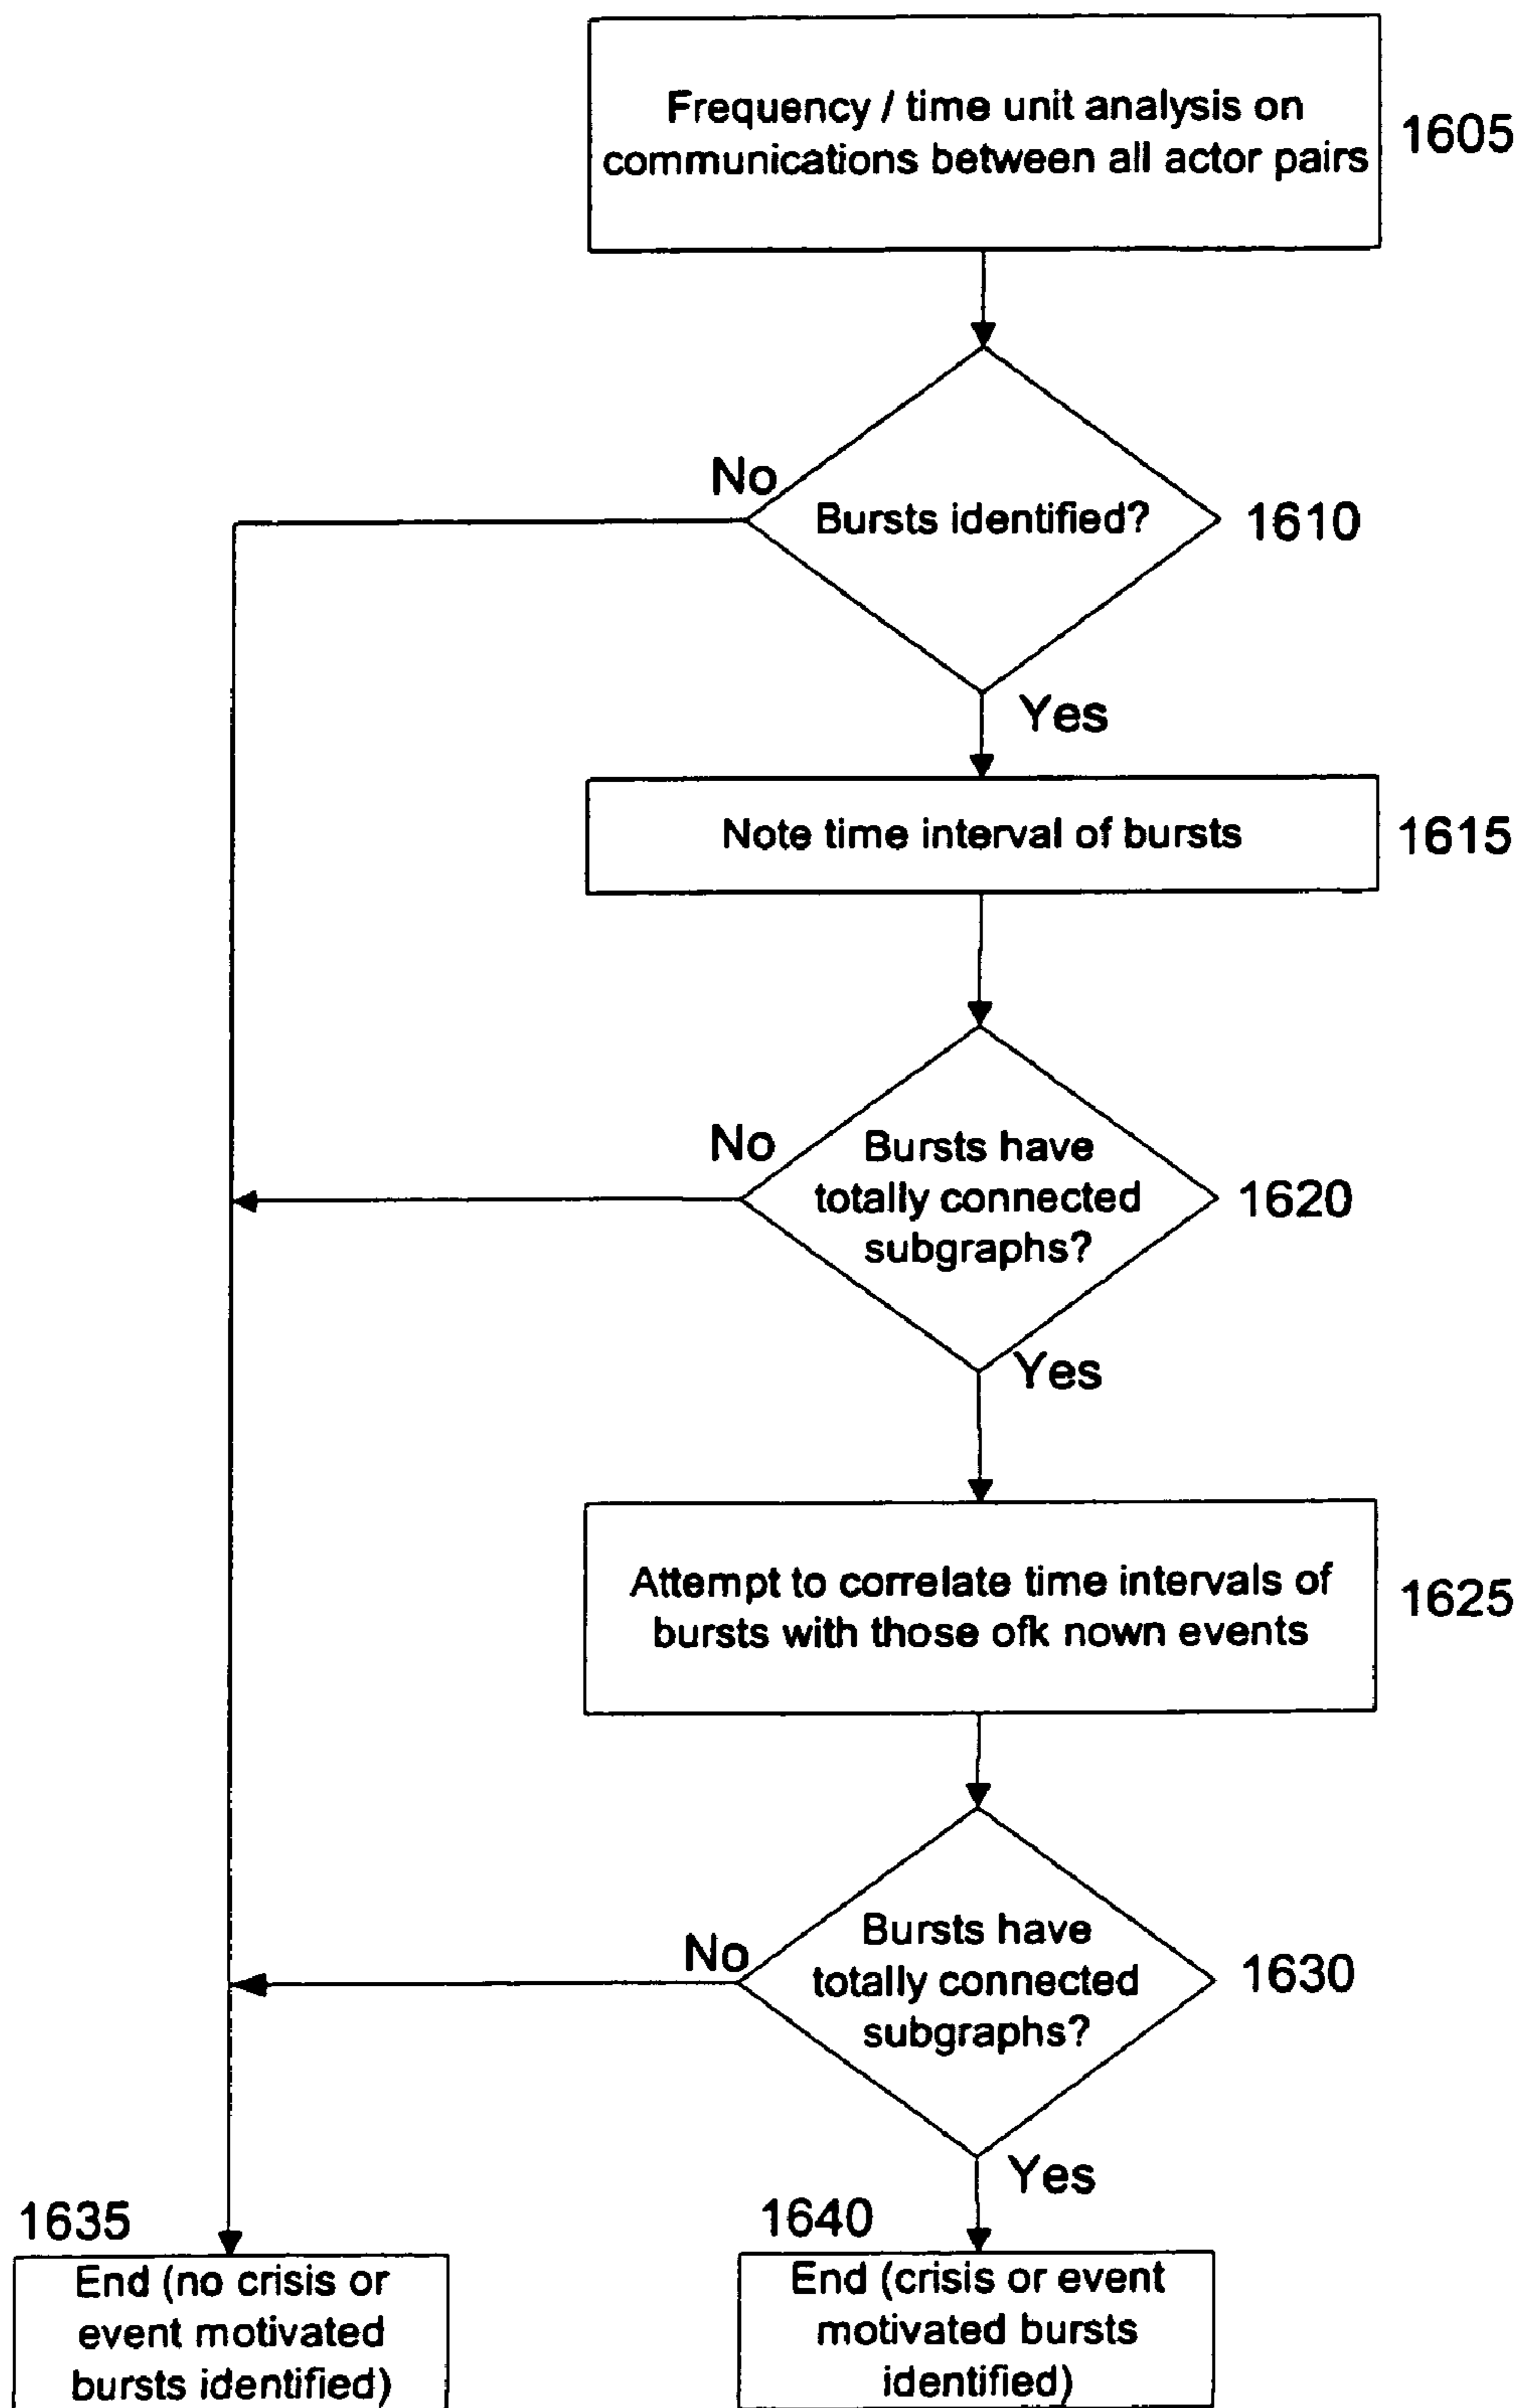 Frequency / time unit analysis on
communications between all actor pairs
1605
No
Bursts identified?
1610
Yes
Note time interval of bursts
1615
No
Bursts have
totally connected
subgraphs?
1620
Yes
Attempt to correlate time intervals of
bursts with those ofk nown events
1625
No
Bursts have
totally connected
subgraphs?
1630
Yes
1635
End (no crisis or
event motivated
bursts identified)
1640
End (crisis or event
motivated bursts
identified)